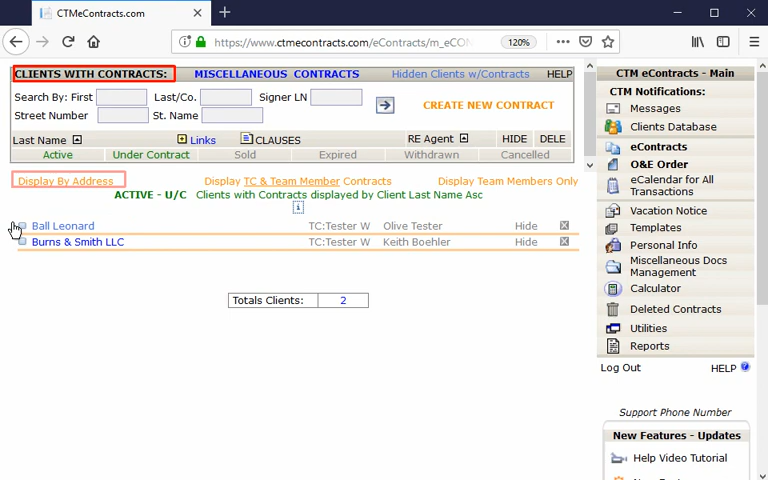 CTMeContracts.com
https://www.ctmecontracts.com/eContracts/m_eCON
120%
CLIENTS WITH CONTRACTS:
MISCELLANEOUS CONTRACTS
Hidden Clients w/Contracts
HELP
Search By: First
Last/Co.
Signer LN
Street Number
St. Name
CREATE NEW CONTRACT
Last Name
Links
CLAUSES
RE Agent
HIDE
DELE
Active
Under Contract
Sold
Expired
Withdrawn
Cancelled
Display By Address
Display TC & Team Member Contracts
Display Team Members Only
ACTIVE - U/C Clients with Contracts displayed by Client Last Name Asc
i
Ball Leonard
TC:Tester W
Olive Tester
Hide
Burns & Smith LLC
TC:Tester W
Keith Boehler
Hide
Totals Clients:
2
CTM eContracts - Main
CTM Notifications:
Messages
Clients Database
eContracts
O&E Order
eCalendar for All
Transactions
Vacation Notice
Templates
Personal Info
Miscellaneous Docs
Management
Calculator
Deleted Contracts
Utilities
Reports
Log Out
HELP
Support Phone Number
New Features - Updates
Help Video Tutorial